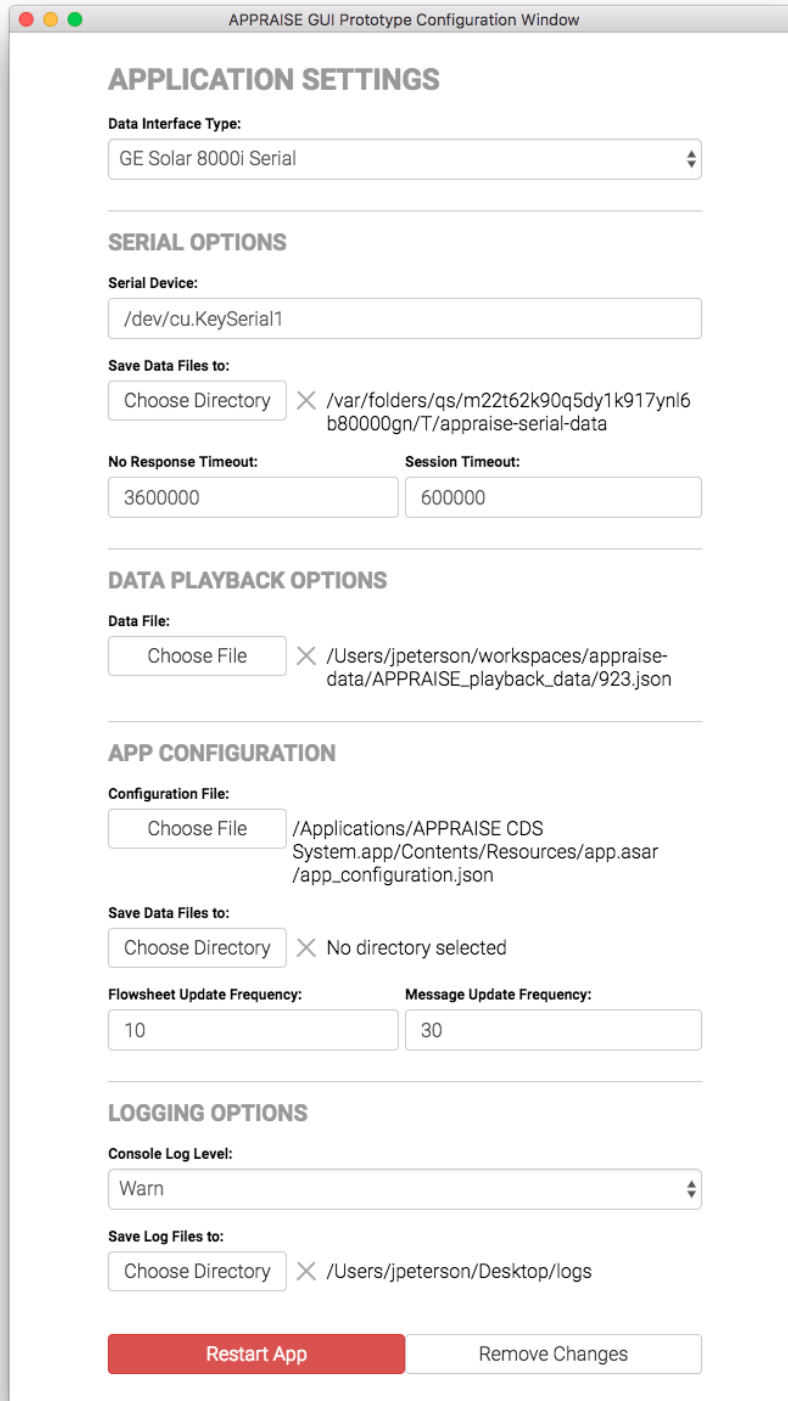 APPRAISE GUI Prototype Configuration Window
APPLICATION SETTINGS
Data Interface Type:
GE Solar 8000i Serial
SERIAL OPTIONS
Serial Device:
/dev/cu.KeySerial1
Save Data Files to:
Choose Directory
/var/folders/qs/m22t62k90q5dy1k917ynl6
b80000gn/T/appraise-serial-data
No Response Timeout:
Session Timeout:
3600000
600000
DATA PLAYBACK OPTIONS
Data File:
Choose File
/Users/jpeterson/workspaces/appraise-
data/APPRAISE_playback_data/923.json
APP CONFIGURATION
Configuration File:
Choose File
/Applications/APPRAISE CDS
System.app/Contents/Resources/app.asar
/app_configuration.json
Save Data Files to:
Choose Directory
No directory selected
Flowsheet Update Frequency:
Message Update Frequency:
10
30
LOGGING OPTIONS
Console Log Level:
Warn
Save Log Files to:
Choose Directory
/Users/jpeterson/Desktop/logs
Restart App
Remove Changes